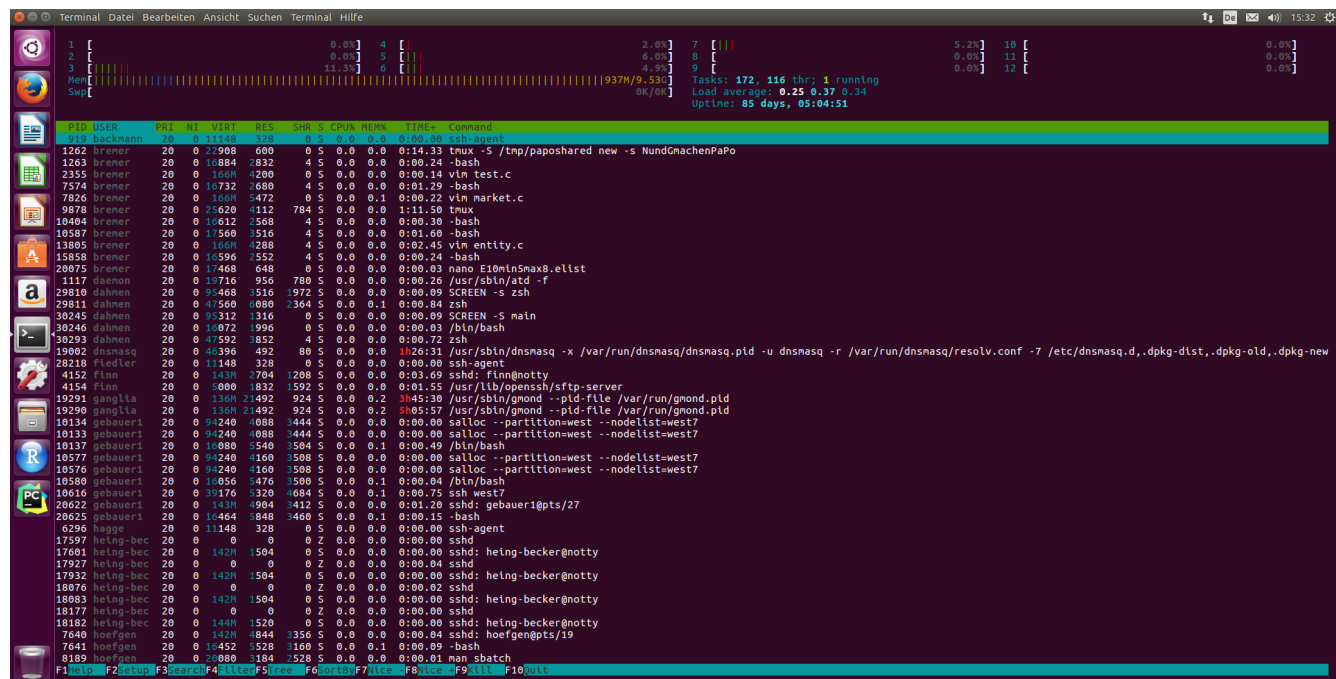 Terminal Datei Bearbeiten Ansicht Suchen Terminal Hilfe De 15:32
1 [ 0.0%] 4 [| 2.0%] 7 [||| 5.2%] 10 [ 0.0%]
2 [ 0.0%] 5 [||| 6.0%] 8 [ 0.0%] 11 [ 0.0%]
3 [|||||| 11.3%] 6 [||| 4.9%] 9 [ 0.0%] 12 [ 0.0%]
Mem[||||||||||||||||||||||||||||||||||||||||||||||||||||||||937M/9.53G] Tasks: 172, 116 thr; 1 running
Swp[ 0K/0K] Load average: 0.25 0.37 0.34
Uptime: 85 days, 05:04:51
PID USER PRI NI VIRT RES SHR S CPU% MEM% TIME+ Command
919 backmann 20 0 11148 328 0 S 0.0 0.0 0:00.00 ssh-agent
1262 bremer 20 0 22908 600 0 S 0.0 0.0 0:14.33 tmux -S /tmp/paposhared new -s NundGmachenPaPo
1263 bremer 20 0 16884 2832 4 S 0.0 0.0 0:00.24 -bash
2355 bremer 20 0 166M 4200 0 S 0.0 0.0 0:00.14 vim test.c
7574 bremer 20 0 16732 2680 4 S 0.0 0.0 0:01.29 -bash
7826 bremer 20 0 166M 5472 0 S 0.0 0.1 0:00.22 vim market.c
9878 bremer 20 0 25620 4112 784 S 0.0 0.0 1:11.50 tmux
10404 bremer 20 0 16612 2568 4 S 0.0 0.0 0:00.30 -bash
10587 bremer 20 0 17560 3516 4 S 0.0 0.0 0:01.60 -bash
13805 bremer 20 0 166M 4288 4 S 0.0 0.0 0:02.45 vim entity.c
15858 bremer 20 0 16596 2552 4 S 0.0 0.0 0:00.24 -bash
20075 bremer 20 0 17468 648 0 S 0.0 0.0 0:00.03 nano E10min5max8.elist
1117 daemon 20 0 19716 956 780 S 0.0 0.0 0:00.26 /usr/sbin/atd -f
29810 dahmen 20 0 95468 3516 1972 S 0.0 0.0 0:00.09 SCREEN -s zsh
29811 dahmen 20 0 47560 6080 2364 S 0.0 0.1 0:00.84 zsh
30245 dahmen 20 0 95312 1316 0 S 0.0 0.0 0:00.09 SCREEN -S main
30246 dahmen 20 0 16072 1996 0 S 0.0 0.0 0:00.03 /bin/bash
30293 dahmen 20 0 47592 3852 4 S 0.0 0.0 0:00.72 zsh
19002 dnsmasq 20 0 46396 492 80 S 0.0 0.0 1h26:31 /usr/sbin/dnsmasq -x /var/run/dnsmasq/dnsmasq.pid -u dnsmasq -r /var/run/dnsmasq/resolv.conf -7 /etc/dnsmasq.d,.dpkg-dist,.dpkg-old,.dpkg-new
28218 fiedler 20 0 11148 328 0 S 0.0 0.0 0:00.00 ssh-agent
4152 finn 20 0 143M 2704 1208 S 0.0 0.0 0:03.69 sshd: finn@notty
4154 finn 20 0 5000 1832 1592 S 0.0 0.0 0:01.55 /usr/lib/openssh/sftp-server
19291 ganglia 20 0 136M 21492 924 S 0.0 0.2 3h45:30 /usr/sbin/gmond --pid-file /var/run/gmond.pid
19290 ganglia 20 0 136M 21492 924 S 0.0 0.2 5h05:57 /usr/sbin/gmond --pid-file /var/run/gmond.pid
10134 gebauer1 20 0 94240 4088 3444 S 0.0 0.0 0:00.00 salloc --partition=west --nodelist=west7
10133 gebauer1 20 0 94240 4088 3444 S 0.0 0.0 0:00.00 salloc --partition=west --nodelist=west7
10137 gebauer1 20 0 16080 5540 3504 S 0.0 0.1 0:00.49 /bin/bash
10577 gebauer1 20 0 94240 4160 3508 S 0.0 0.0 0:00.00 salloc --partition=west --nodelist=west7
10576 gebauer1 20 0 94240 4160 3508 S 0.0 0.0 0:00.00 salloc --partition=west --nodelist=west7
10580 gebauer1 20 0 16056 5476 3500 S 0.0 0.1 0:00.04 /bin/bash
10616 gebauer1 20 0 39176 5320 4684 S 0.0 0.1 0:00.75 ssh west7
20622 gebauer1 20 0 143M 4904 3412 S 0.0 0.0 0:01.20 sshd: gebauer1@pts/27
20625 gebauer1 20 0 16464 5848 3460 S 0.0 0.1 0:00.15 -bash
6296 hagge 20 0 11148 328 0 S 0.0 0.0 0:00.00 ssh-agent
17597 heing-bec 20 0 0 0 0 Z 0.0 0.0 0:00.00 sshd
17601 heing-bec 20 0 142M 1504 0 S 0.0 0.0 0:00.00 sshd: heing-becker@notty
17927 heing-bec 20 0 0 0 0 Z 0.0 0.0 0:00.04 sshd
17932 heing-bec 20 0 142M 1504 0 S 0.0 0.0 0:00.00 sshd: heing-becker@notty
18076 heing-bec 20 0 0 0 0 Z 0.0 0.0 0:00.02 sshd
18083 heing-bec 20 0 142M 1504 0 S 0.0 0.0 0:00.00 sshd: heing-becker@notty
18177 heing-bec 20 0 0 0 0 Z 0.0 0.0 0:00.00 sshd
18182 heing-bec 20 0 144M 1520 0 S 0.0 0.0 0:00.00 sshd: heing-becker@notty
7640 hoefgen 20 0 142M 4844 3356 S 0.0 0.0 0:00.04 sshd: hoefgen@pts/19
7641 hoefgen 20 0 16452 5528 3160 S 0.0 0.1 0:00.09 -bash
8189 hoefgen 20 0 20080 3184 2528 S 0.0 0.0 0:00.01 man sbatch
F1Help F2Setup F3SearchF4FilterF5Tree F6SortByF7Nice -F8Nice +F9Kill F10Quit